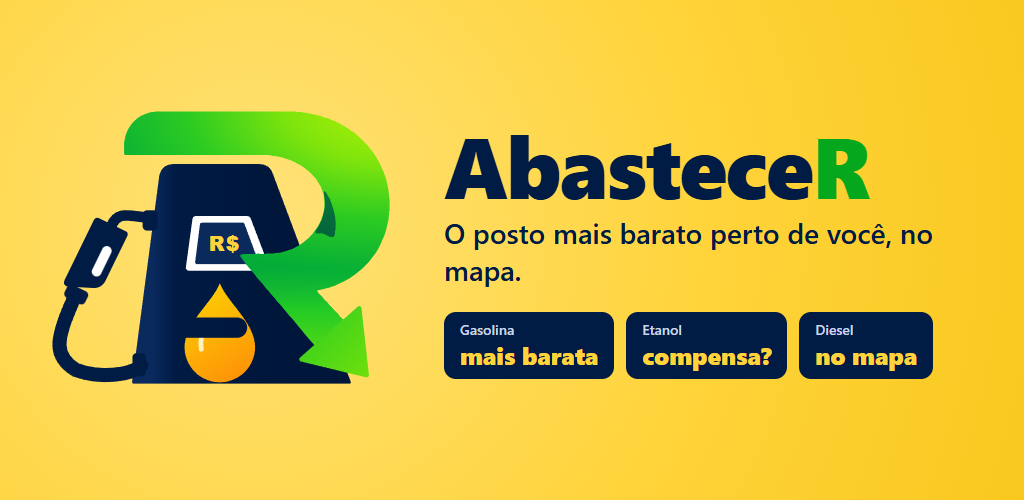 R$
AbasteceR
O posto mais barato perto de você, no
mapa.
Gasolina
mais barata
Etanol
compensa?
Diesel
no mapa